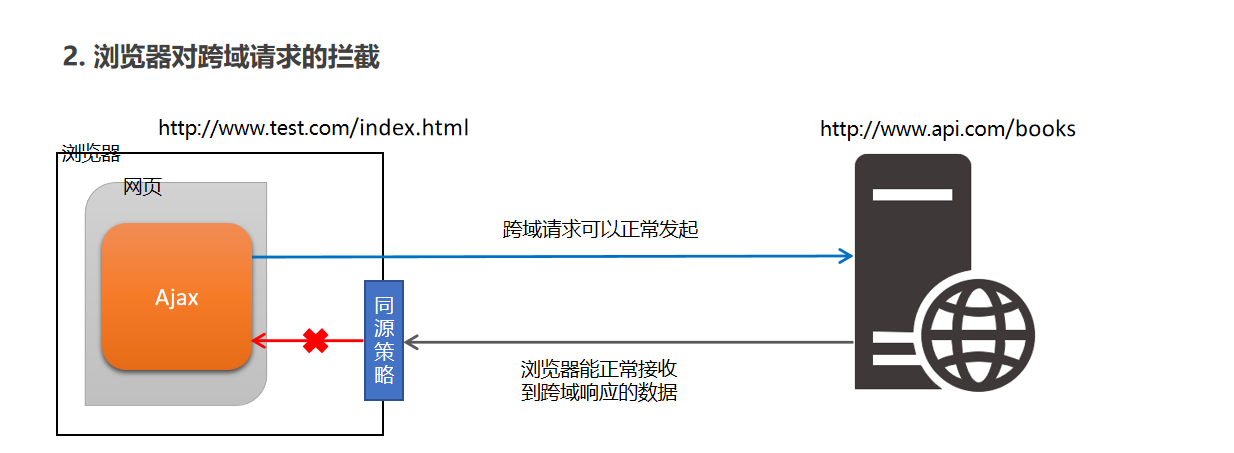 2. 浏览器对跨域请求的拦截
http://www.test.com/index.html
http://www.api.com/books
浏览器
网页
跨域请求可以正常发起
Ajax
同
源
策
略
浏览器能正常接收
到跨域响应的数据